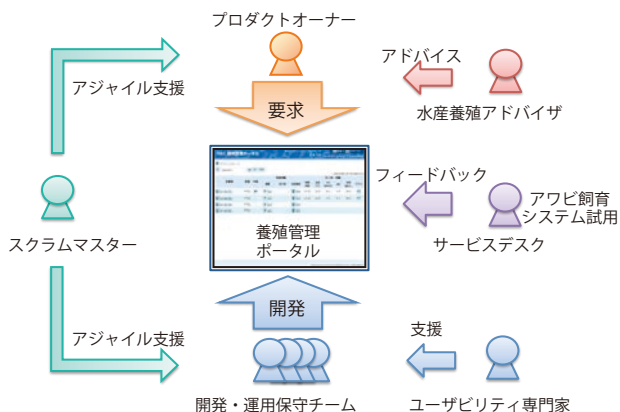 プロダクトオーナー
アドバイス
アジャイル支援
要求
水産養殖アドバイザ
フィードバック
アワビ飼育
システム試用
養殖管理
ポータル
スクラムマスター
サービスデスク
開発
アジャイル支援
支援
開発・運用保守チーム
ユーザビリティ専門家